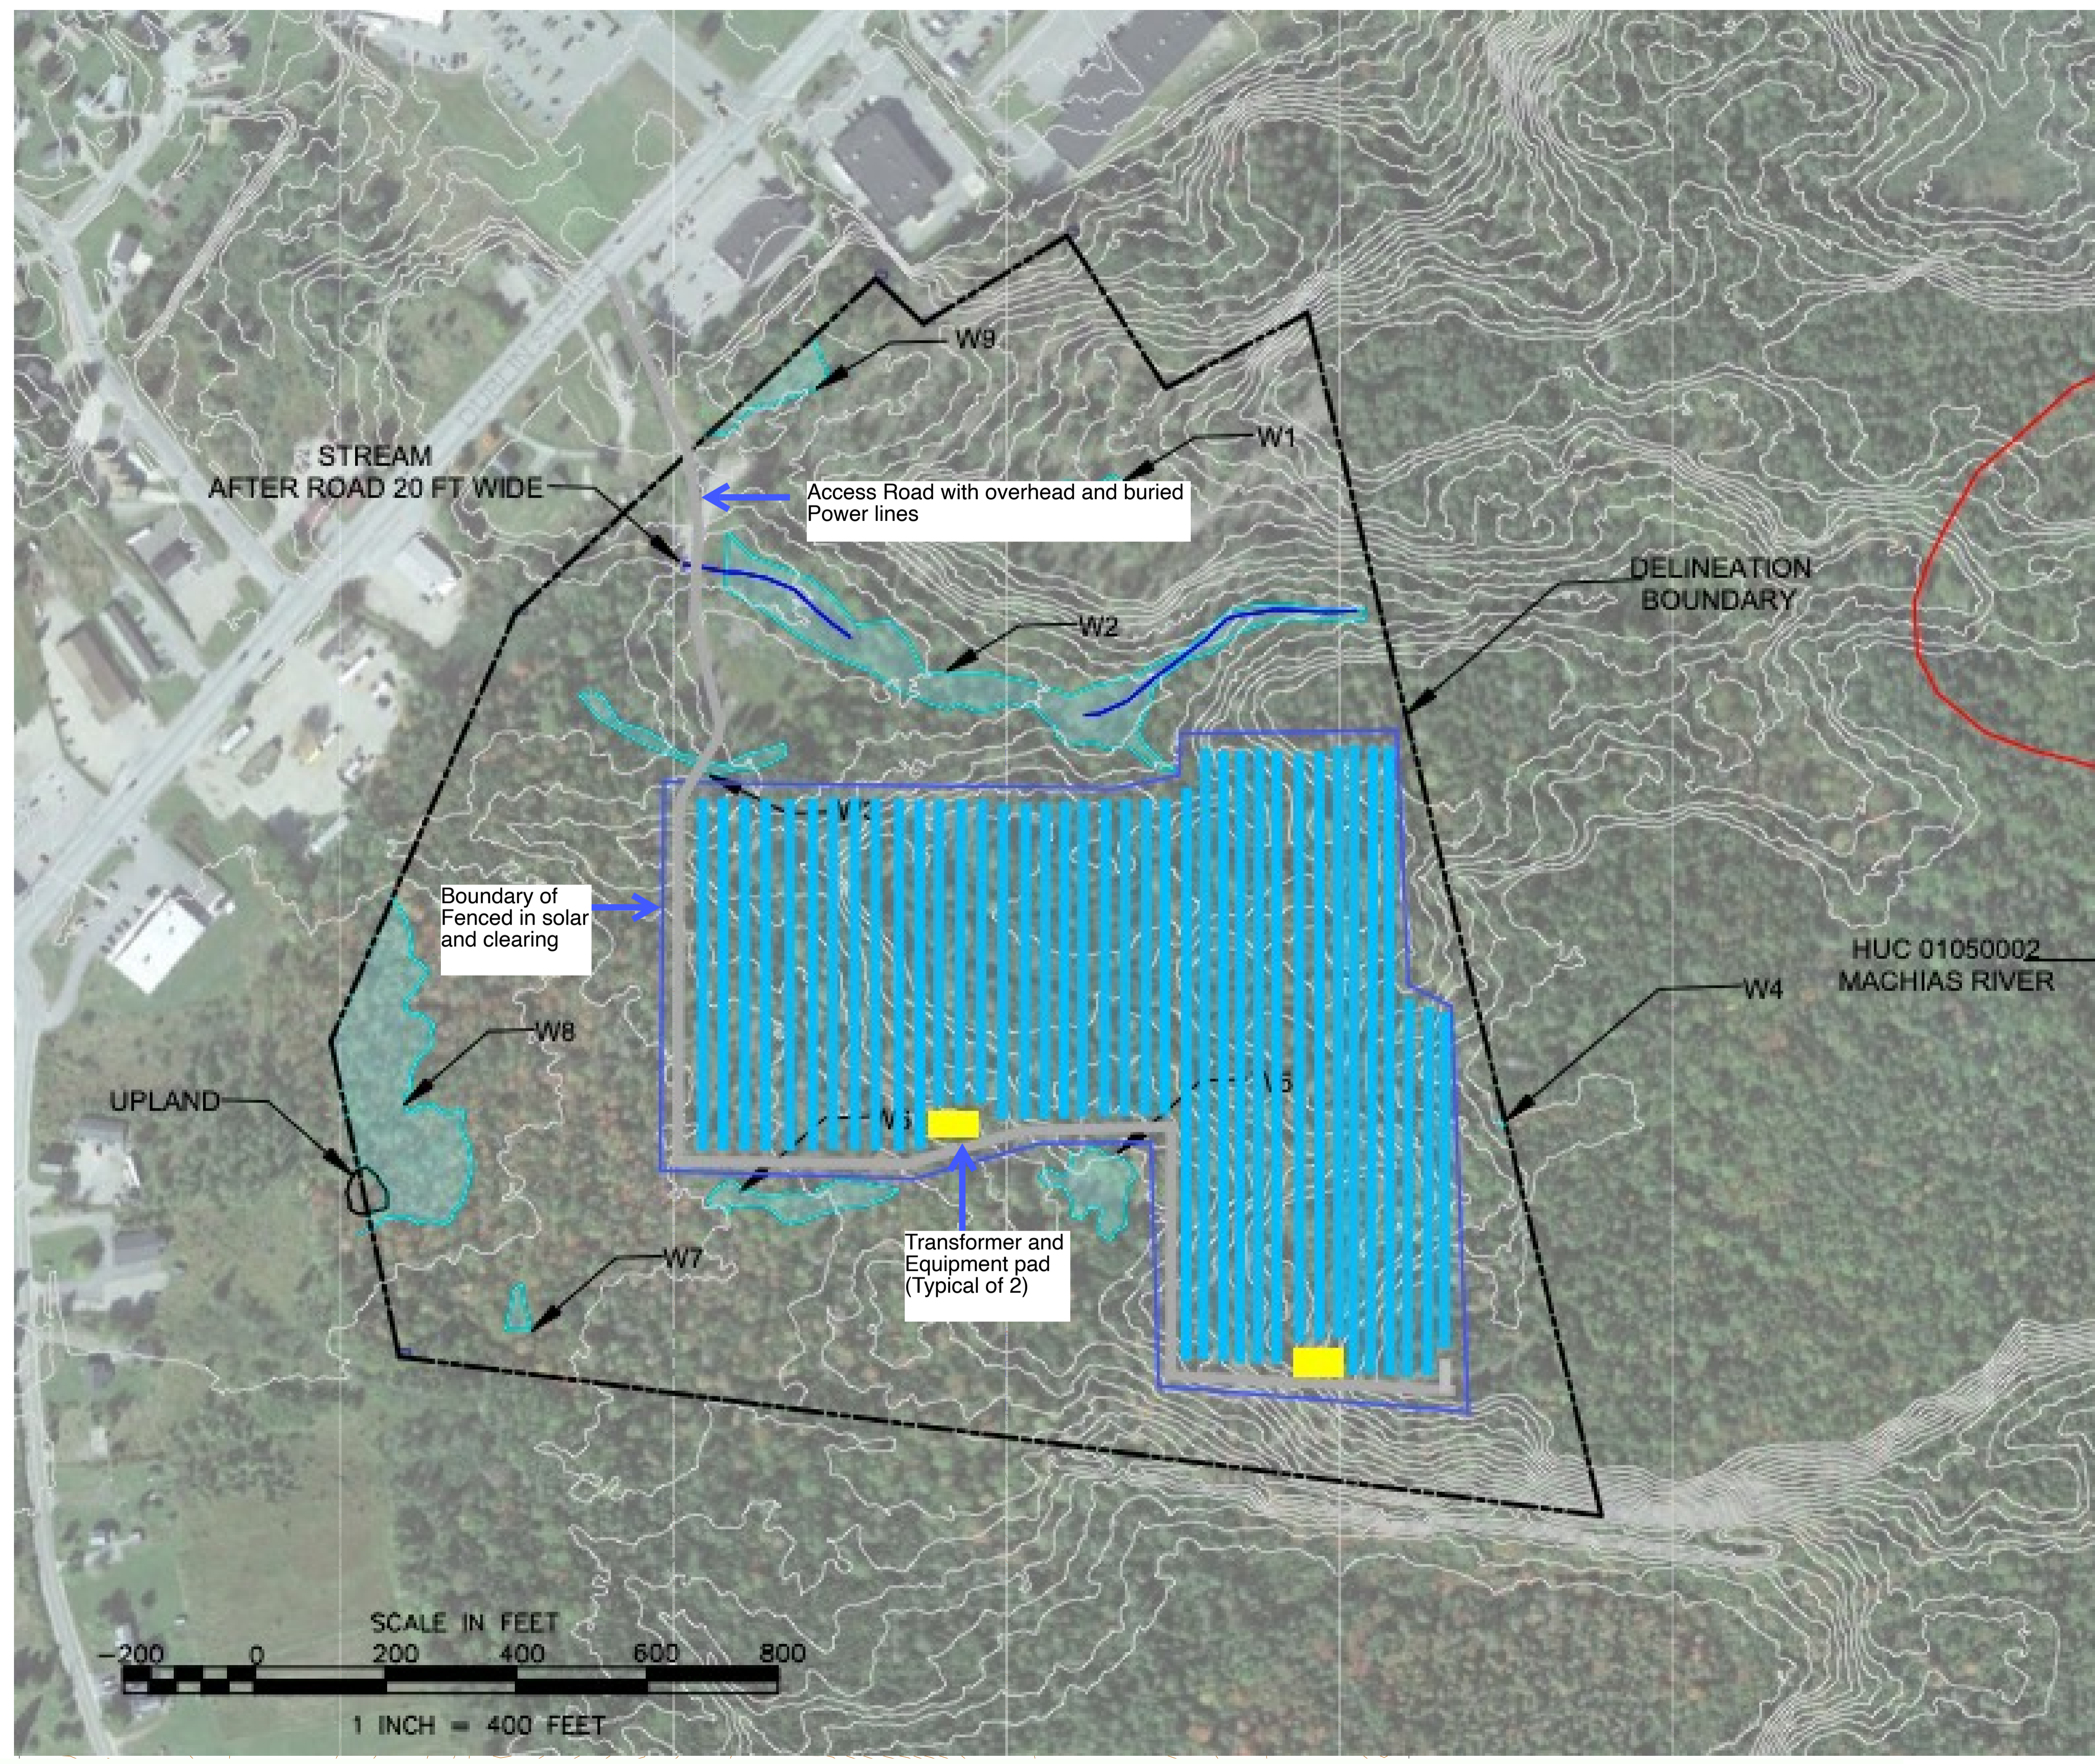 DUBLIN STREET
W9
STREAM
AFTER ROAD 20 FT WIDE
W1
Access Road with overhead and buried
Power lines
W2
DELINEATION
BOUNDARY
Boundary of
Fenced in solar
and clearing
HUC 01050002
MACHIAS RIVER
W4
W8
UPLAND
W7
Transformer and
Equipment pad
(Typical of 2)
SCALE IN FEET
-200 0 200 400 600 800
1 INCH = 400 FEET